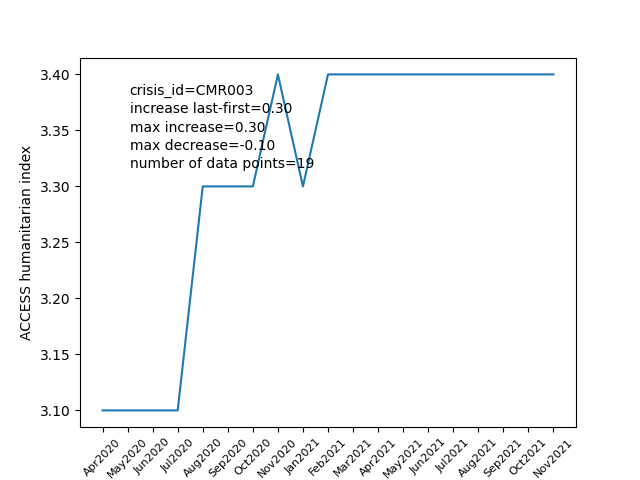 3.40
3.35
3.30
3.25
3.20
3.15
3.10
ACCESS humanitarian index
crisis_id=CMR003
increase last-first=0.30
max increase=0.30
max decrease=-0.10
number of data points=19
Apr2020
May2020
Jun2020
Jul2020
Aug2020
Sep2020
Oct2020
Nov2020
Jan2021
Feb2021
Mar2021
Apr2021
May2021
Jun2021
Jul2021
Aug2021
Sep2021
Oct2021
Nov2021